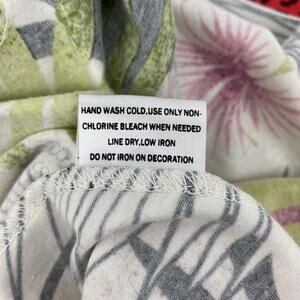 HAND WASH COLD.USE ONLY NON-
CHLORINE BLEACH WHEN NEEDED
LINE DRY,LOW IRON
DO NOT IRON ON DECORATION